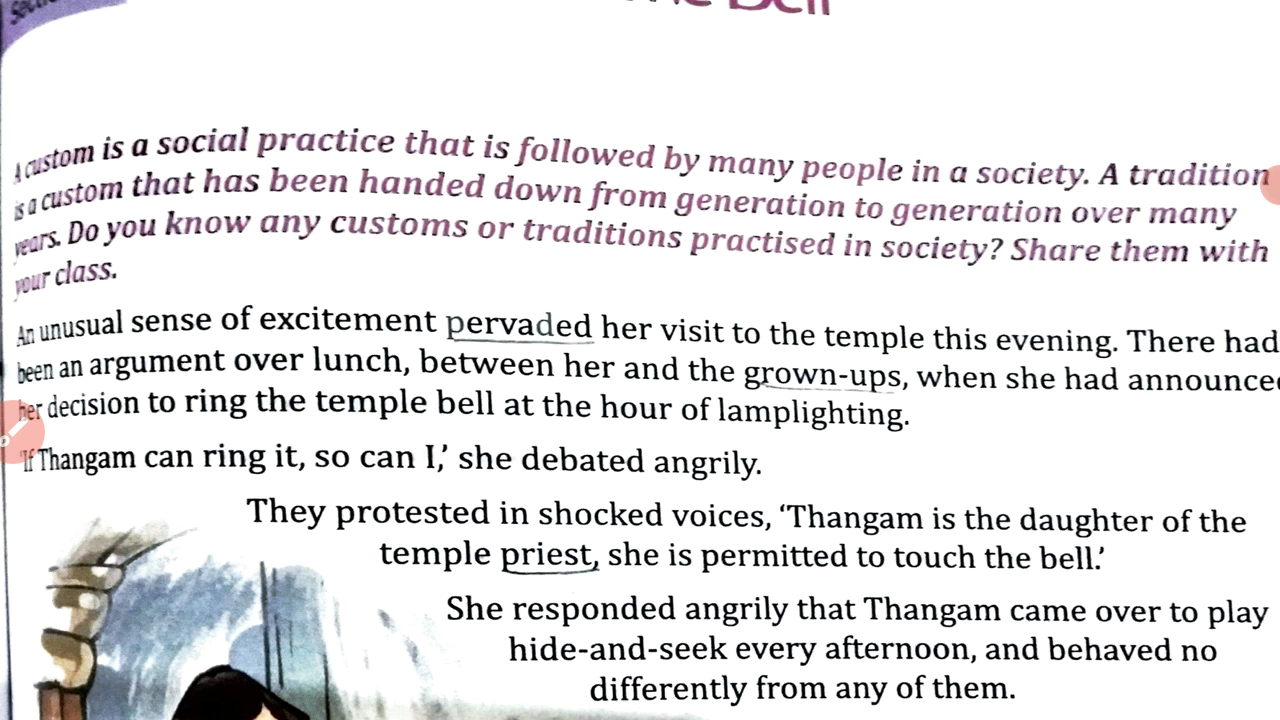 Bell
A custom is a social practice that is followed by many people in a society. A tradition
is a custom that has been handed down from generation to generation over many
years. Do you know any customs or traditions practised in society? Share them with
your class.
An unusual sense of excitement pervaded her visit to the temple this evening. There had
been an argument over lunch, between her and the grown-ups, when she had announced
her decision to ring the temple bell at the hour of lamplighting.
‘If Thangam can ring it, so can I,’ she debated angrily.
They protested in shocked voices, ‘Thangam is the daughter of the
temple priest, she is permitted to touch the bell.’
She responded angrily that Thangam came over to play
hide-and-seek every afternoon, and behaved no
differently from any of them.